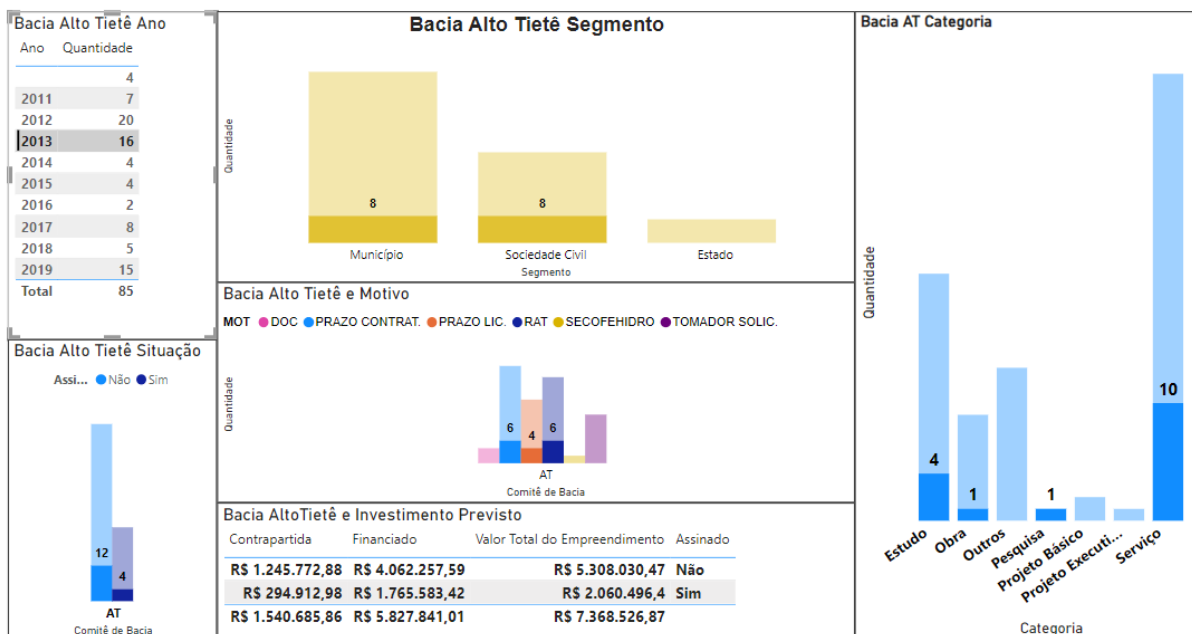 Bacia Alto Tietê Ano
Ano Quantidade
4
2011 7
2012 20
2013 16
2014 4
2015 4
2016 2
2017 8
2018 5
2019 15
Total 85
Bacia Alto Tietê Situação
Assi... Não Sim
12
4
AT
Comitê de Bacia
Bacia Alto Tietê Segmento
Quantidade
8
8
Município
Sociedade Civil
Estado
Segmento
Bacia Alto Tietê e Motivo
MOT DOC PRAZO CONTRAT. PRAZO LIC. RAT SECOFEHIDRO TOMADOR SOLIC.
Quantidade
6
4
6
AT
Comitê de Bacia
Bacia AltoTietê e Investimento Previsto
Contrapartida Financiado Valor Total do Empreendimento Assinado
R$ 1.245.772,88 R$ 4.062.257,59 R$ 5.308.030,47 Não
R$ 294.912,98 R$ 1.765.583,42 R$ 2.060.496,4 Sim
R$ 1.540.685,86 R$ 5.827.841,01 R$ 7.368.526,87
Bacia AT Categoria
Quantidade
4
1
1
10
Estudo
Obra
Outros
Pesquisa
Projeto Básico
Projeto Executi...
Serviço
Categoria